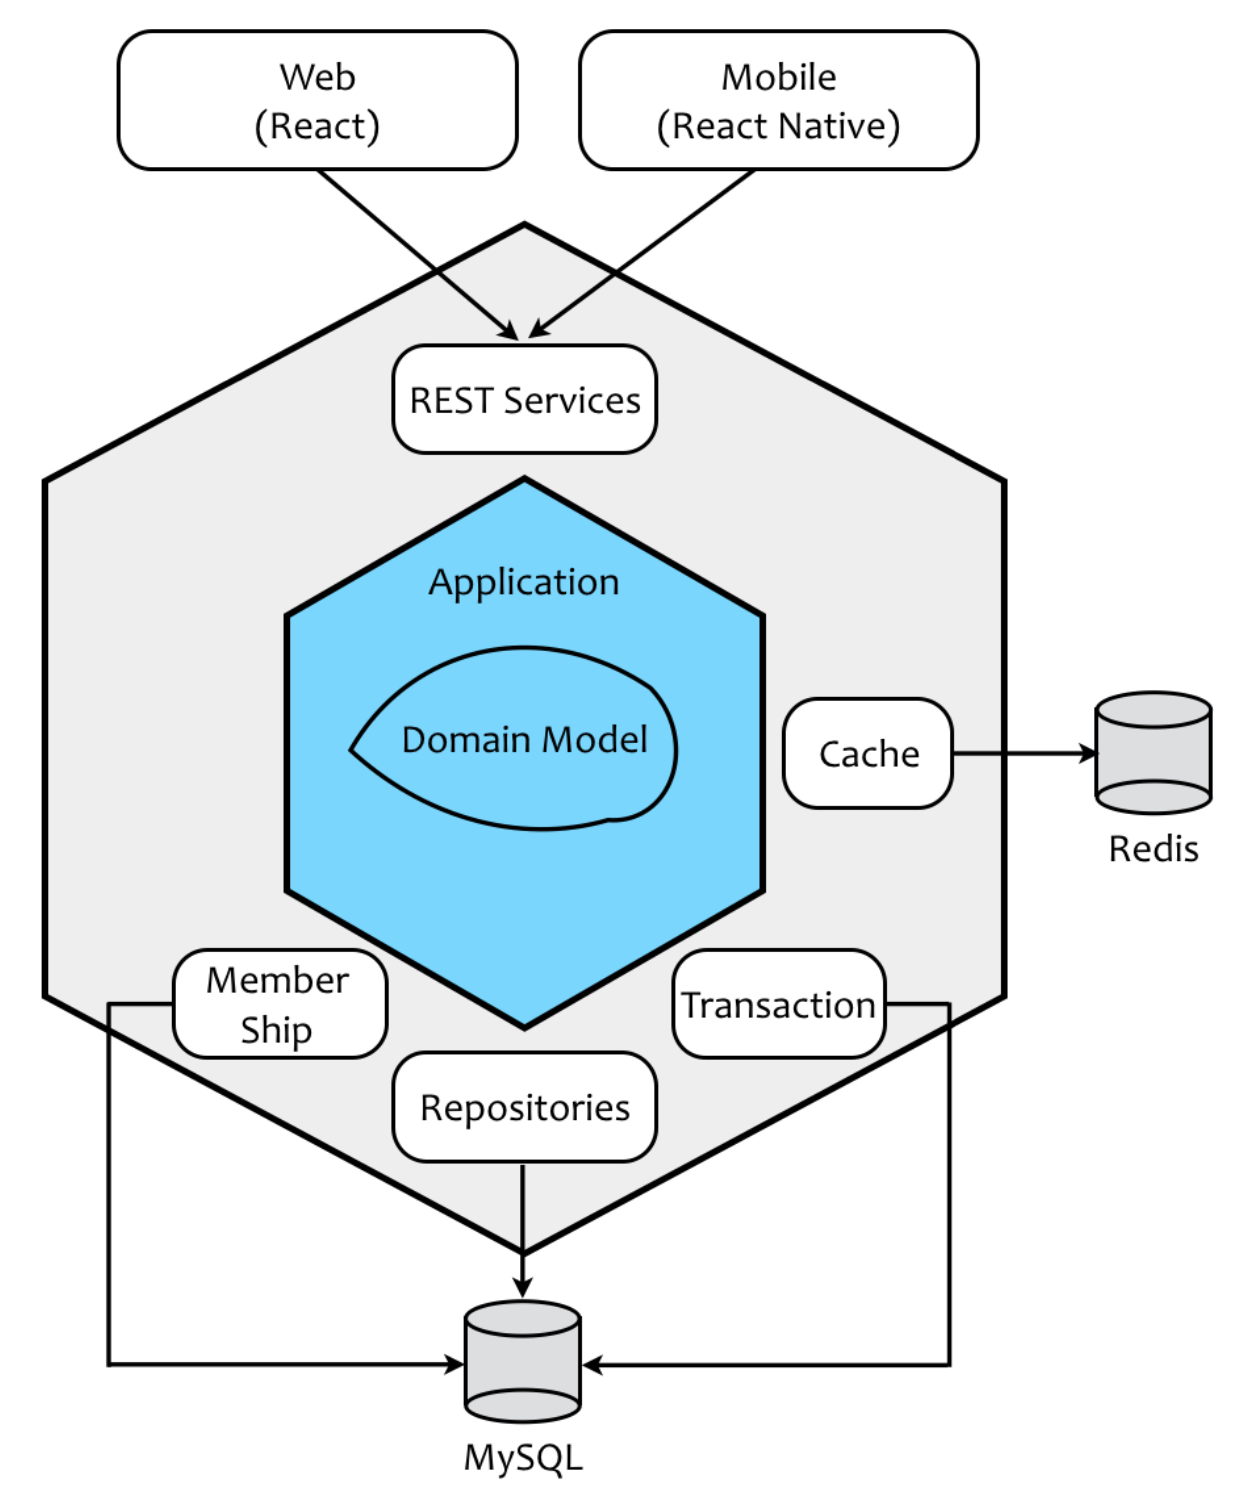 Web
(React)
Mobile
(React Native)
REST Services
Application
Domain Model
Cache
Redis
Member
Ship
Transaction
Repositories
MySQL